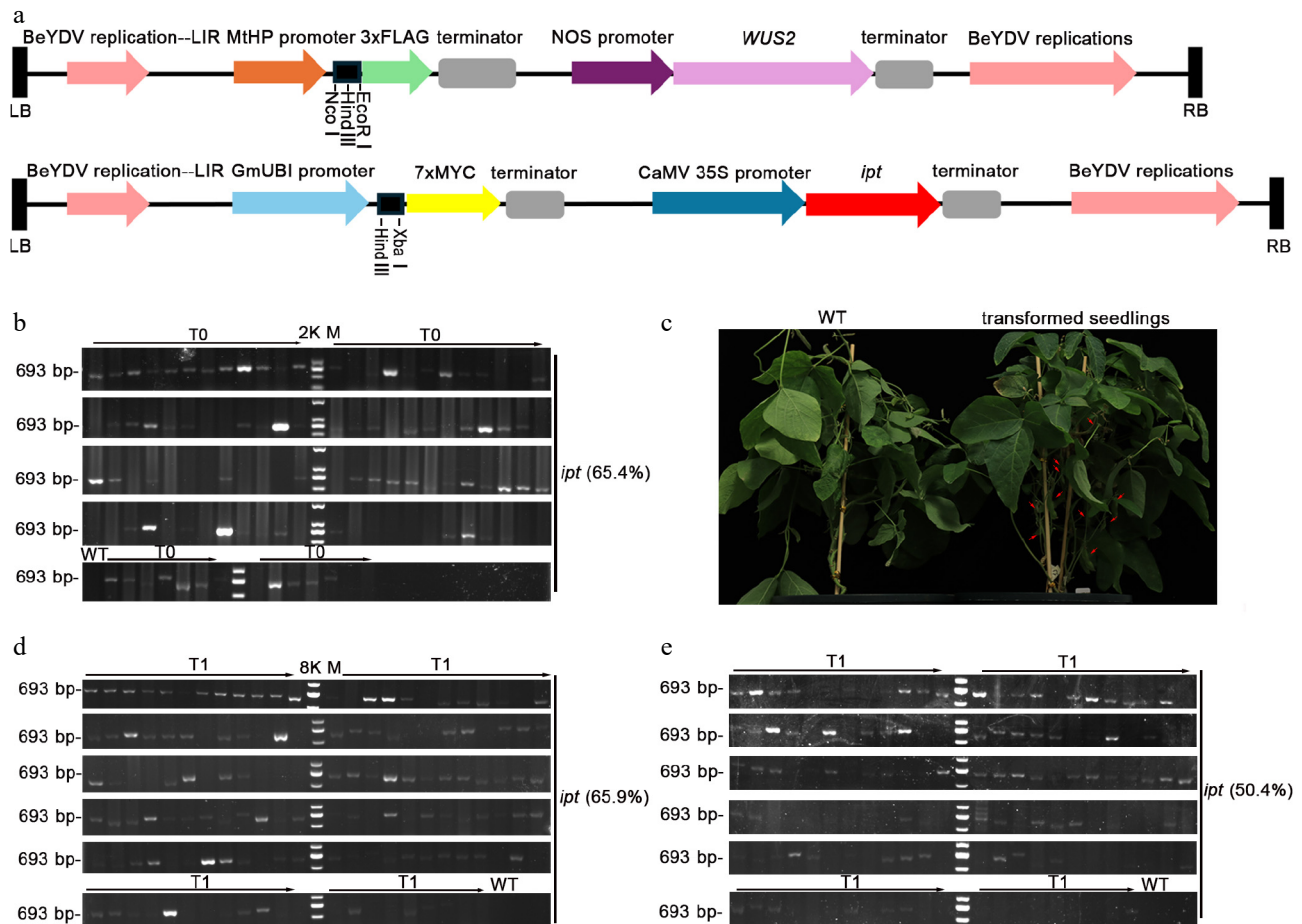 a
BeYDV replication--LIR MtHP promoter 3xFLAG terminator NOS promoter WUS2 terminator BeYDV replications
LB
Nco I
Hind III
EcoR I
RB
BeYDV replication--LIR GmUBI promoter 7xMYC terminator CaMV 35S promoter ipt terminator BeYDV replications
LB
Hind III
Xba I
RB
b
T0 2K M T0
693 bp-
693 bp-
693 bp-
693 bp-
WT T0 T0
693 bp-
ipt (65.4%)
c
WT transformed seedlings
d
T1 8K M T1
693 bp-
693 bp-
693 bp-
693 bp-
693 bp-
T1 T1 WT
693 bp-
ipt (65.9%)
e
T1 T1
693 bp-
693 bp-
693 bp-
693 bp-
693 bp-
T1 T1 WT
693 bp-
ipt (50.4%)